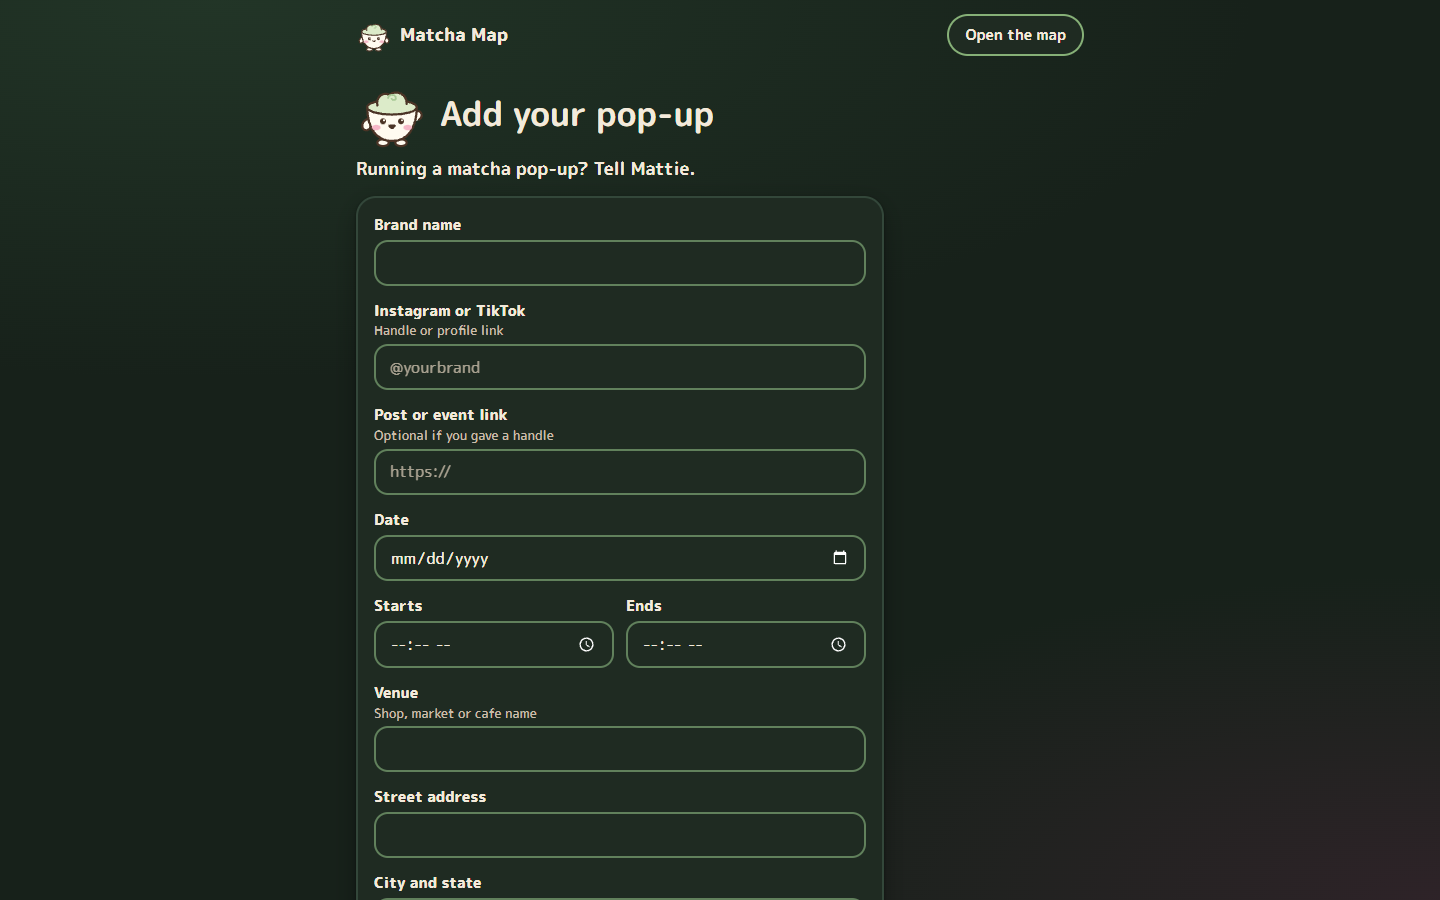 Matcha Map
Open the map
Add your pop-up
Running a matcha pop-up? Tell Mattie.
Brand name
Instagram or TikTok
Handle or profile link
@yourbrand
Post or event link
Optional if you gave a handle
https://
Date
mm/dd/yyyy
Starts
Ends
--:-- --
--:-- --
Venue
Shop, market or cafe name
Street address
City and state